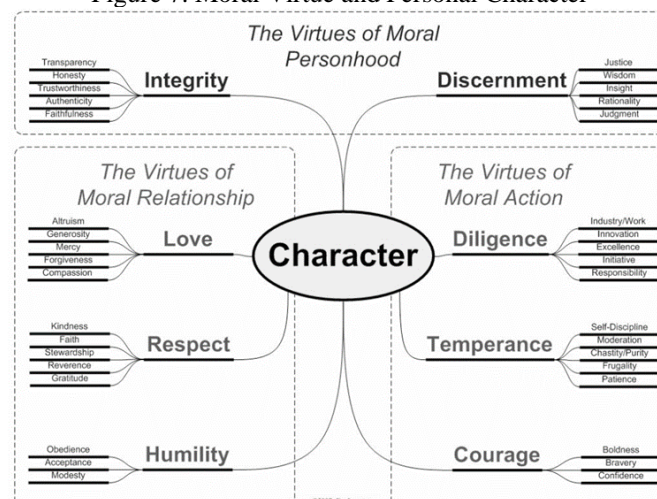 Figure 7. Moral Virtue and Personal Character
The Virtues of Moral
Personhood
Transparency
Honesty
Trustworthiness
Authenticity
Faithfulness
Integrity
Discernment
Justice
Wisdom
Insight
Rationality
Judgment
The Virtues of
Moral Relationship
The Virtues of
Moral Action
Altruism
Generosity
Mercy
Forgiveness
Compassion
Love
Character
Diligence
Industry/Work
Innovation
Excellence
Initiative
Responsibility
Kindness
Faith
Stewardship
Reverence
Gratitude
Respect
Temperance
Self-Discipline
Moderation
Chastity/Purity
Frugality
Patience
Obedience
Acceptance
Modesty
Humility
Courage
Boldness
Bravery
Confidence